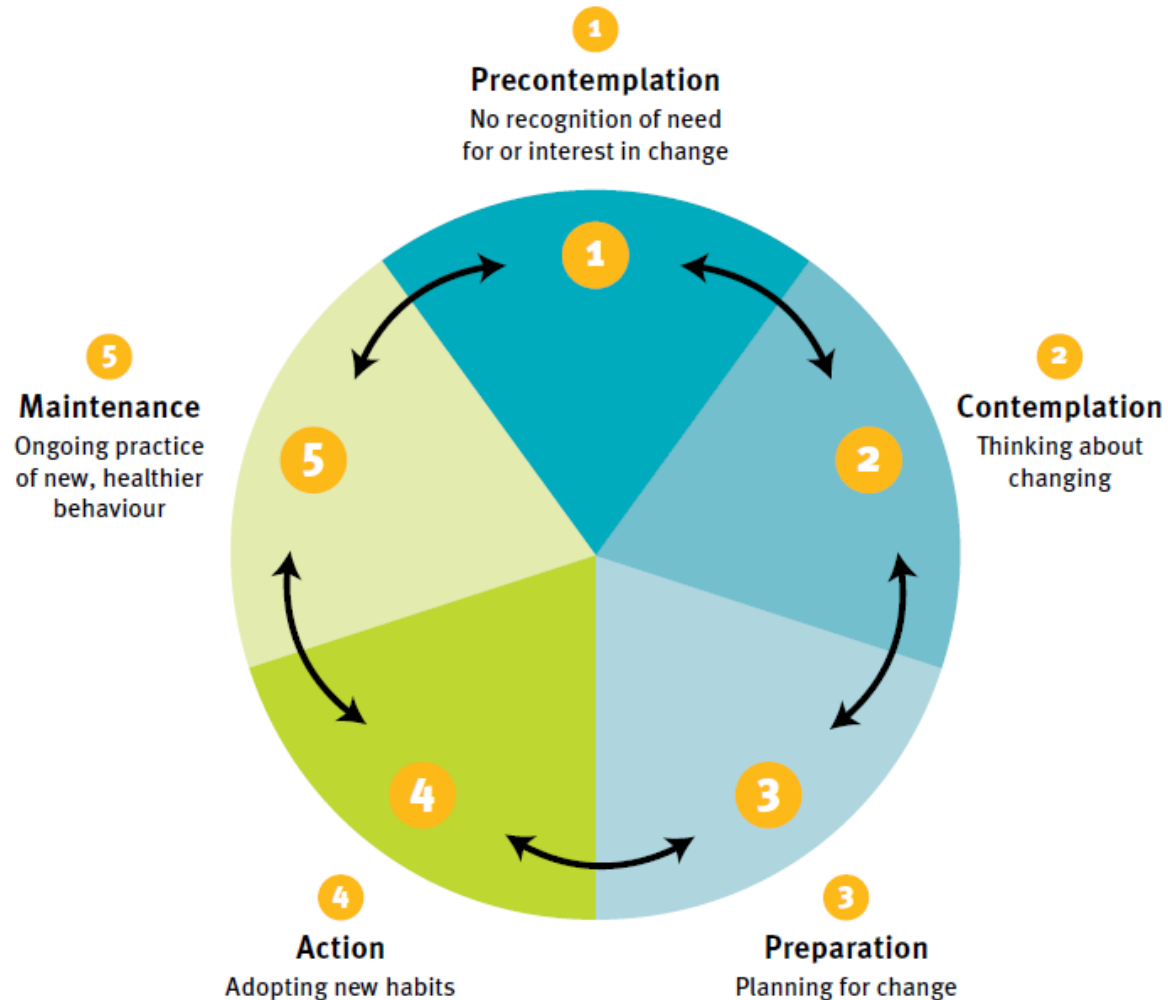 1
Precontemplation
No recognition of need
for or interest in change
1
2
Contemplation
Thinking about
changing
2
3
3
Preparation
Planning for change
4
4
Action
Adopting new habits
5
Maintenance
Ongoing practice
of new, healthier
behaviour
5